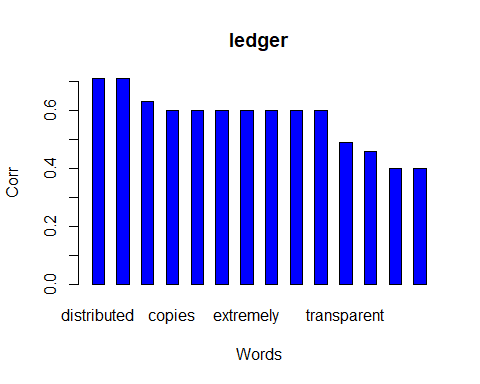 ledger
Corr
0.0
0.2
0.4
0.6
distributed copies extremely transparent
Words